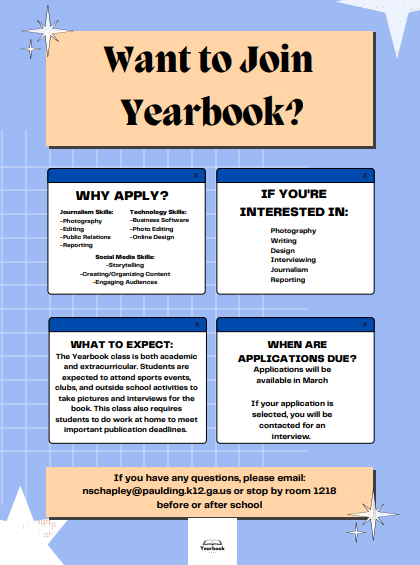 Want to Join
Yearbook?
WHY APPLY?
Journalism Skills:
-Photography
-Editing
-Public Relations
-Reporting
Technology Skills:
-Business Software
-Photo Editing
-Online Design
Social Media Skills:
-Storytelling
-Creating/Organizing Content
-Engaging Audiences
IF YOU'RE
INTERESTED IN:
Photography
Writing
Design
Interviewing
Journalism
Reporting
WHAT TO EXPECT:
The Yearbook class is both academic
and extracurricular. Students are
expected to attend sports events,
clubs, and outside school activities to
take pictures and interviews for the
book. This class also requires
students to do work at home to meet
important publication deadlines.
WHEN ARE
APPLICATIONS DUE?
Applications will be
available in March
If your application is
selected, you will be
contacted for an
interview.
If you have any questions, please email:
nschapley@paulding.k12.ga.us or stop by room 1218
before or after school
Yearbook